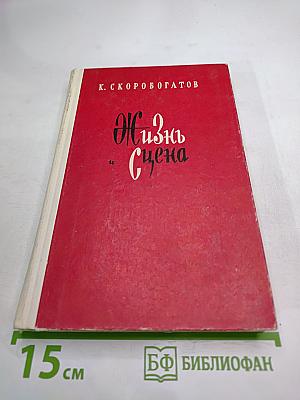 К. СКОРОБОГАТОВ
Жизнь
и Сцена
15 см
БФ БИБЛИОФАН